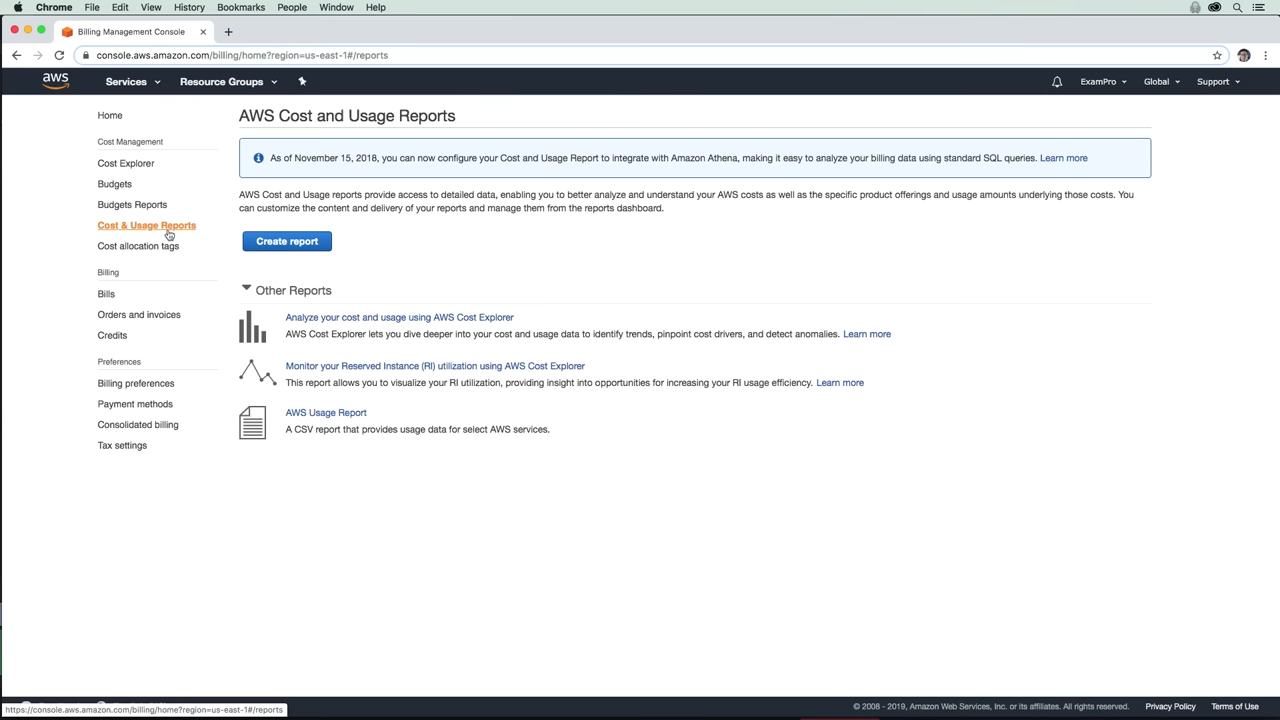 Chrome File Edit View History Bookmarks People Window Help
Billing Management Console
console.aws.amazon.com/billing/home?region=us-east-1#/reports
aws Services Resource Groups ExamPro Global Support
Home
Cost Management
Cost Explorer
Budgets
Budgets Reports
Cost & Usage Reports
Cost allocation tags
Billing
Bills
Orders and invoices
Credits
Preferences
Billing preferences
Payment methods
Consolidated billing
Tax settings
AWS Cost and Usage Reports
As of November 15, 2018, you can now configure your Cost and Usage Report to integrate with Amazon Athena, making it easy to analyze your billing data using standard SQL queries. Learn more
AWS Cost and Usage reports provide access to detailed data, enabling you to better analyze and understand your AWS costs as well as the specific product offerings and usage amounts underlying those costs. You
can customize the content and delivery of your reports and manage them from the reports dashboard.
Create report
Other Reports
Analyze your cost and usage using AWS Cost Explorer
AWS Cost Explorer lets you dive deeper into your cost and usage data to identify trends, pinpoint cost drivers, and detect anomalies. Learn more
Monitor your Reserved Instance (RI) utilization using AWS Cost Explorer
This report allows you to visualize your RI utilization, providing insight into opportunities for increasing your RI usage efficiency. Learn more
AWS Usage Report
A CSV report that provides usage data for select AWS services.
https://console.aws.amazon.com/billing/home?region=us-east-1#/reports
© 2008 - 2019, Amazon Web Services, Inc. or its affiliates. All rights reserved. Privacy Policy Terms of Use